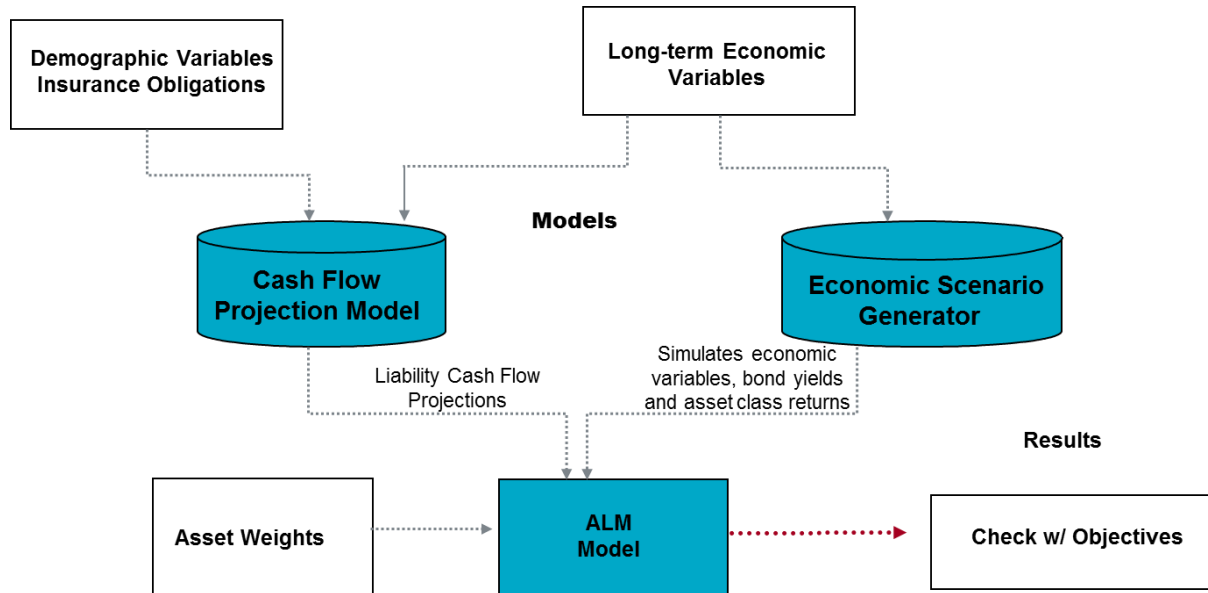 Demographic Variables
Insurance Obligations
Long-term Economic
Variables
Models
Cash Flow
Projection Model
Economic Scenario
Generator
Liability Cash Flow
Projections
Simulates economic
variables, bond yields
and asset class returns
Results
Asset Weights
ALM
Model
Check w/ Objectives